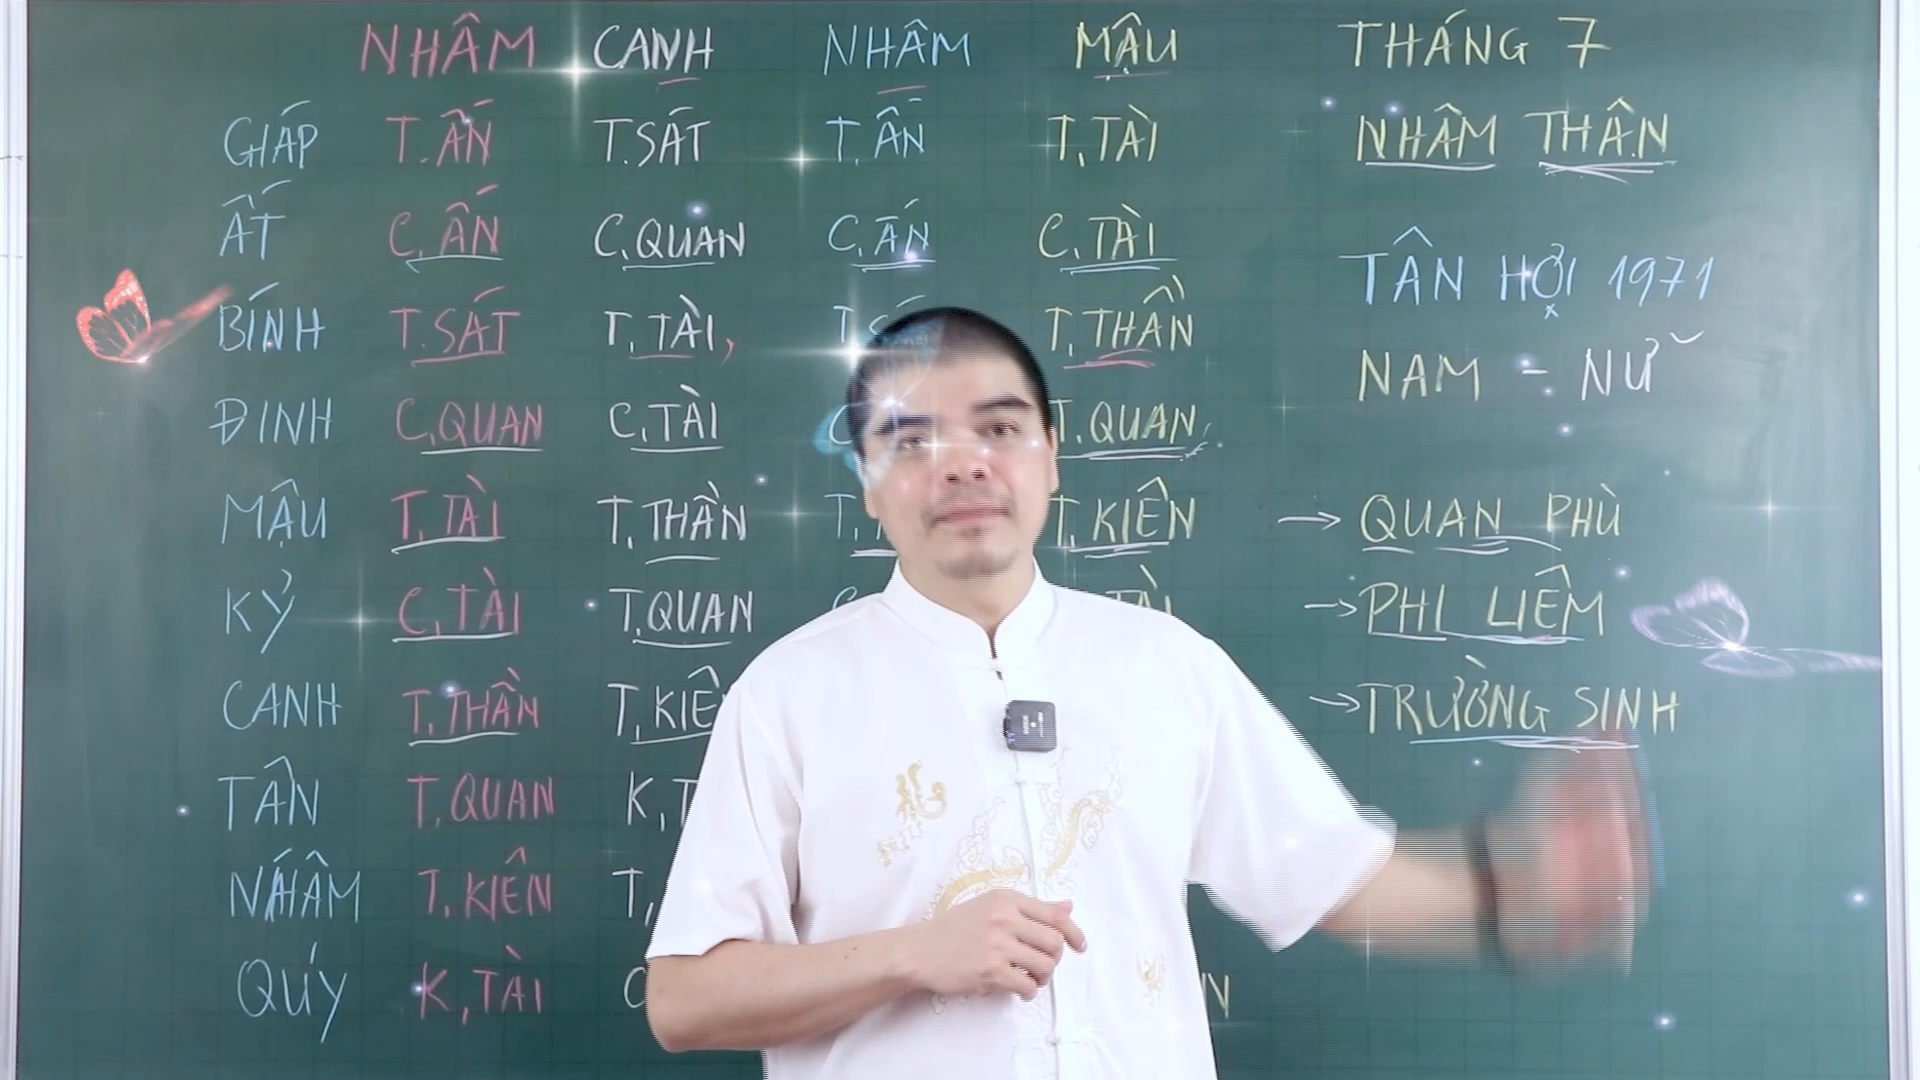 NHÂM CANH NHÂM MẬU THÁNG 7
GIÁP T.ẤN T.SÁT T.ẤN T.TÀI NHÂM THÂN
ẤT C.ẤN C.QUAN C.ẤN C.TÀI
TÂN HỢI 1971
BÍNH T.SÁT T.TÀI, T.THẦN
NAM - NỮ
ĐINH C.QUAN C.TÀI T.QUAN
MẬU T.TÀI T.THẦN T.KIÊN → QUAN PHÙ
KỶ C.TÀI T.QUAN TÀI → PHI LIÊM
CANH T.THẦN T.KIÊ → TRƯỜNG SINH
TÂN T.QUAN
NHÂM T.KIÊN
QUÝ K,TÀI